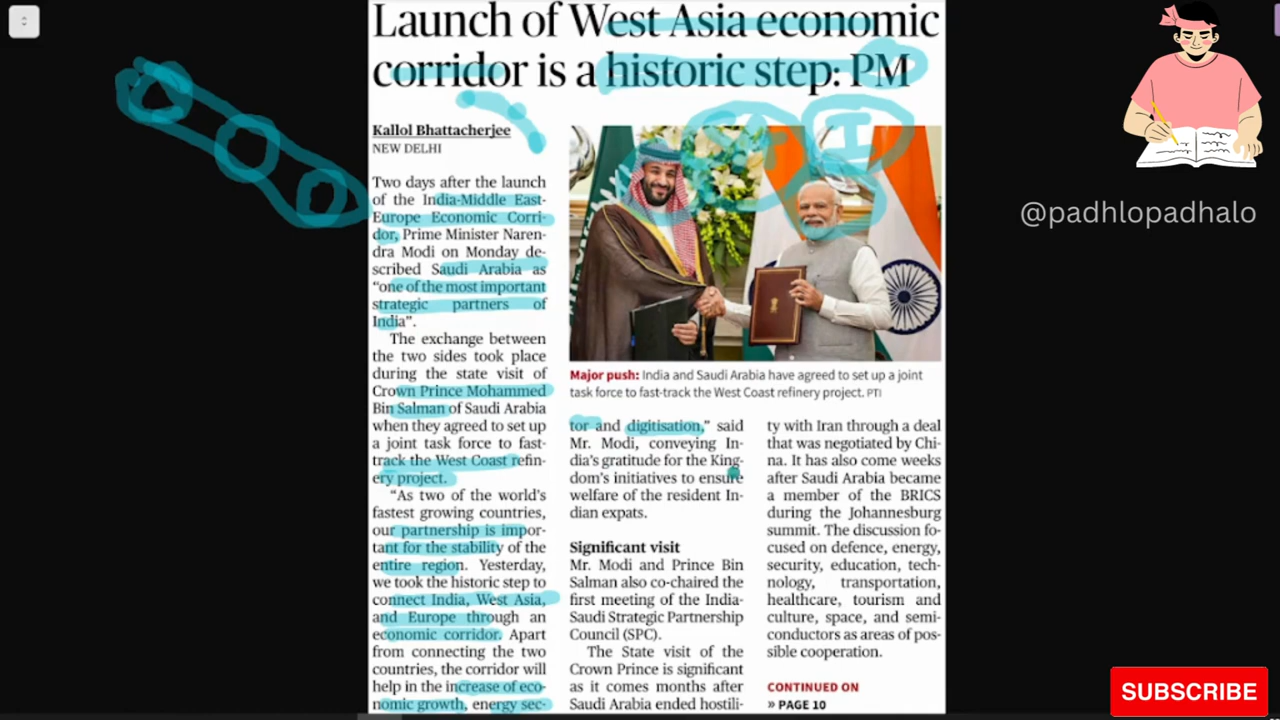 Launch of West Asia economic
corridor is a historic step: PM
Kallol Bhattacherjee
NEW DELHI
Two days after the launch
of the India-Middle East-
Europe Economic Corri-
dor, Prime Minister Naren-
dra Modi on Monday de-
scribed Saudi Arabia as
“one of the most important
strategic partners of
India”.
The exchange between
the two sides took place
during the state visit of
Crown Prince Mohammed
Bin Salman of Saudi Arabia
when they agreed to set up
a joint task force to fast-
track the West Coast refin-
ery project.
“As two of the world’s
fastest growing countries,
our partnership is impor-
tant for the stability of the
entire region. Yesterday,
we took the historic step to
connect India, West Asia,
and Europe through an
economic corridor. Apart
from connecting the two
countries, the corridor will
help in the increase of eco-
nomic growth, energy sec-
Major push: India and Saudi Arabia have agreed to set up a joint
task force to fast-track the West Coast refinery project. PTI
tor and digitisation,” said
Mr. Modi, conveying In-
dia’s gratitude for the King-
dom’s initiatives to ensure
welfare of the resident In-
dian expats.
Significant visit
Mr. Modi and Prince Bin
Salman also co-chaired the
first meeting of the India-
Saudi Strategic Partnership
Council (SPC).
The State visit of the
Crown Prince is significant
as it comes months after
Saudi Arabia ended hostili-
ty with Iran through a deal
that was negotiated by Chi-
na. It has also come weeks
after Saudi Arabia became
a member of the BRICS
during the Johannesburg
summit. The discussion fo-
cused on defence, energy,
security, education, tech-
nology, transportation,
healthcare, tourism and
culture, space, and semi-
conductors as areas of pos-
sible cooperation.
CONTINUED ON
» PAGE 10
@padhlopadhalo
SUBSCRIBE